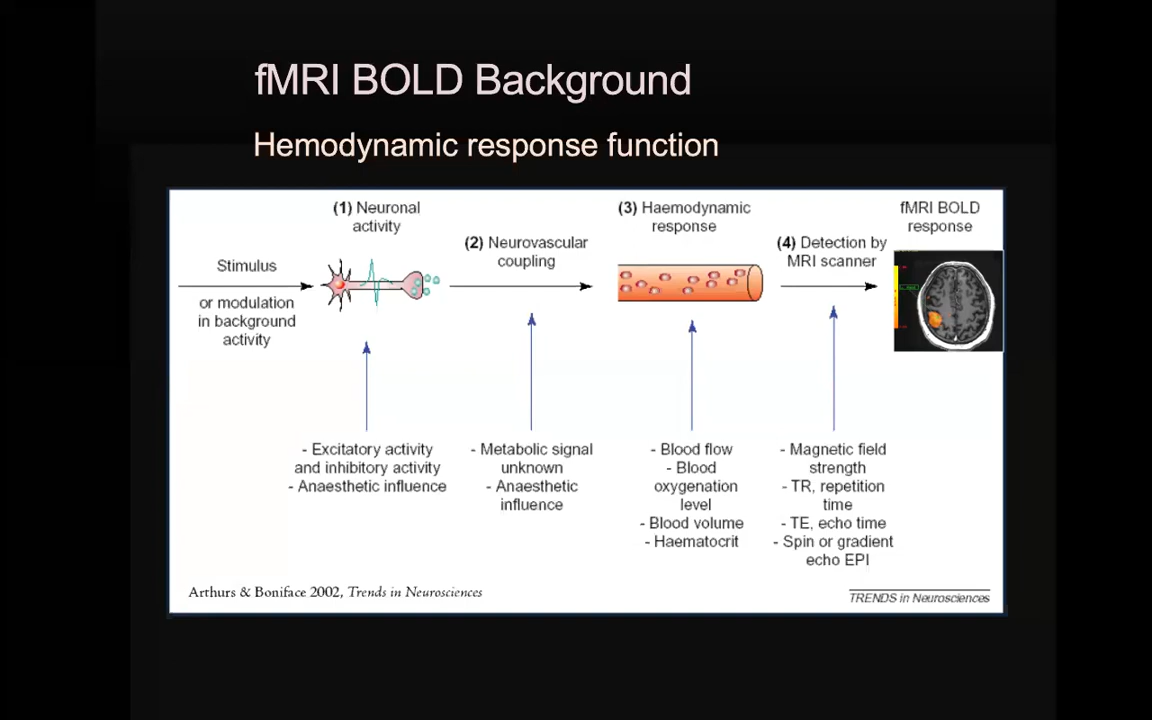 fMRI BOLD Background
Hemodynamic response function
(1) Neuronal
activity
(2) Neurovascular
coupling
(3) Haemodynamic
response
(4) Detection by
MRI scanner
fMRI BOLD
response
Stimulus
or modulation
in background
activity
- Excitatory activity
and inhibitory activity
- Anaesthetic influence
- Metabolic signal
unknown
- Anaesthetic
influence
- Blood flow
- Blood
oxygenation
level
- Blood volume
- Haematocrit
- Magnetic field
strength
- TR, repetition
time
- TE, echo time
- Spin or gradient
echo EPI
Arthurs & Boniface 2002, Trends in Neurosciences
TRENDS in Neurosciences